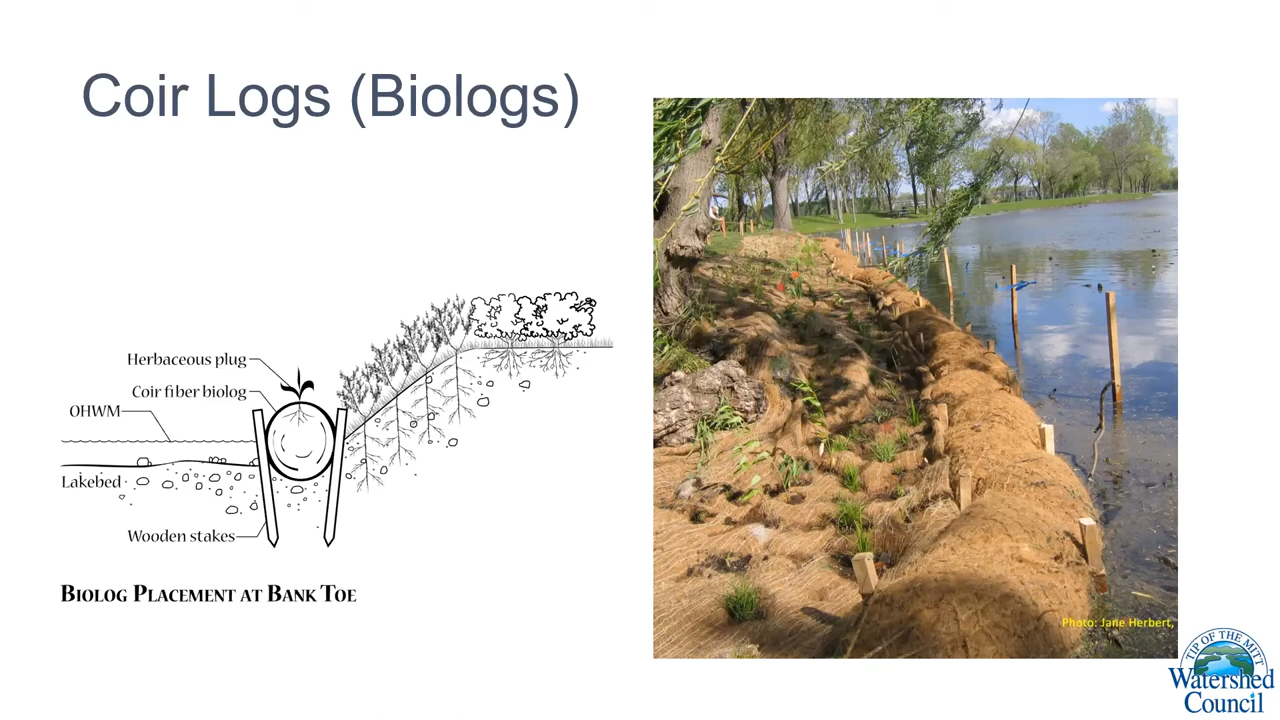 Coir Logs (Biologs)
Herbaceous plug
Coir fiber biolog
OHWM
Lakebed
Wooden stakes
BIOLOG PLACEMENT AT BANK TOE
Photo: Jane Herbert,
TIP OF THE MITT
Watershed
Council